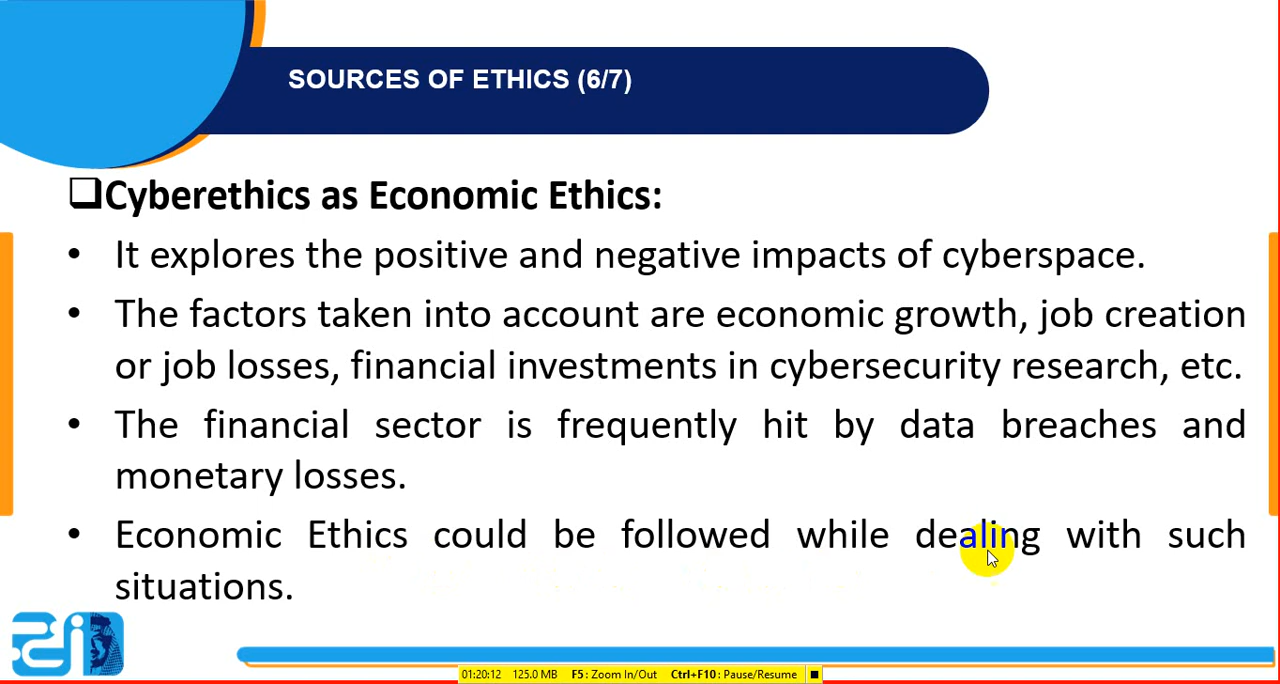 SOURCES OF ETHICS (6/7)
Cyberethics as Economic Ethics:
• It explores the positive and negative impacts of cyberspace.
• The factors taken into account are economic growth, job creation
or job losses, financial investments in cybersecurity research, etc.
• The financial sector is frequently hit by data breaches and
monetary losses.
• Economic Ethics could be followed while dealing with such
situations.
01:20:12 125.0 MB F5: Zoom In/Out Ctrl+F10: Pause/Resume